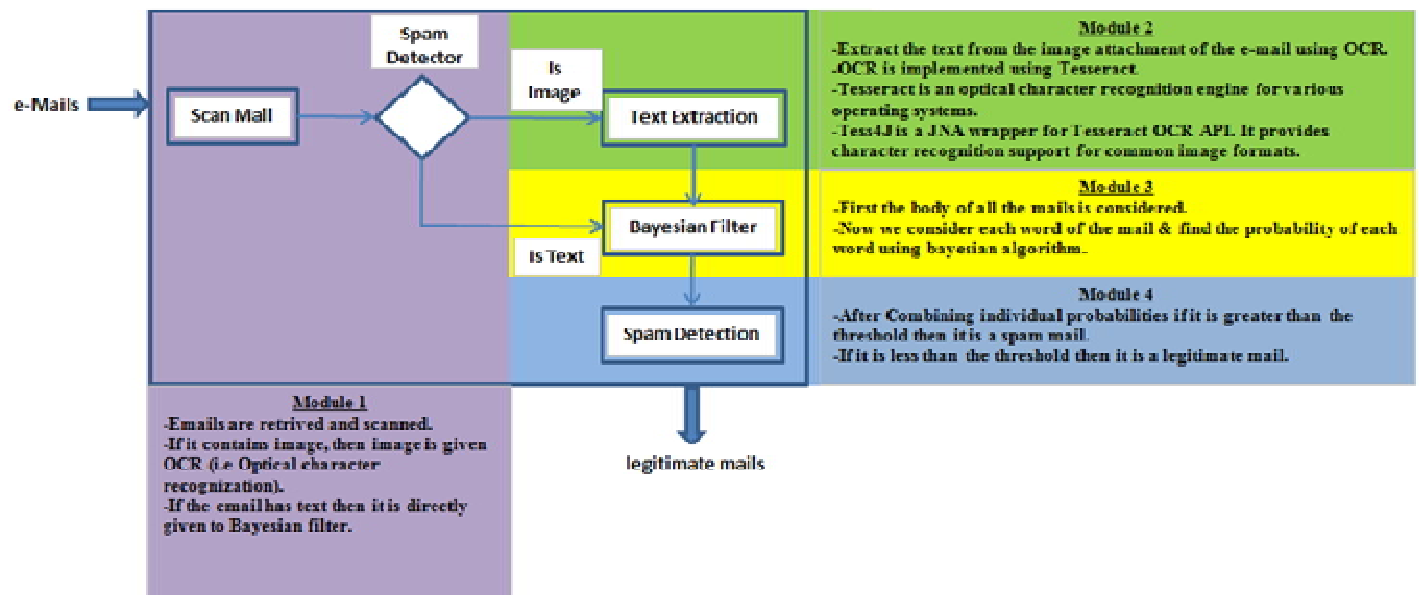 e-Mails
Scan Mail
Spam
Detector
Is
Image
Text Extraction
Bayesian Filter
Is Text
Spam Detection
legitimate mails
Module 2
-Extract the text from the image attachment of the e-mail using OCR.
-OCR is implemented using Tesseract.
-Tesseract is an optical character recognition engine for various
operating systems.
-Tess4J is a JNA wrapper for Tesseract OCR API. It provides
character recognition support for common image formats.
Module 3
-First the body of all the mails is considered.
-Now we consider each word of the mail & find the probability of each
word using bayesian algorithm.
Module 4
-After Combining individual probabilities if it is greater than the
threshold then it is a spam mail.
-If it is less than the threshold then it is a legitimate mail.
Module 1
-Emails are retrived and scanned.
-If it contains image, then image is given
OCR (i.e Optical character
recognization).
-If the email has text then it is directly
given to Bayesian filter.